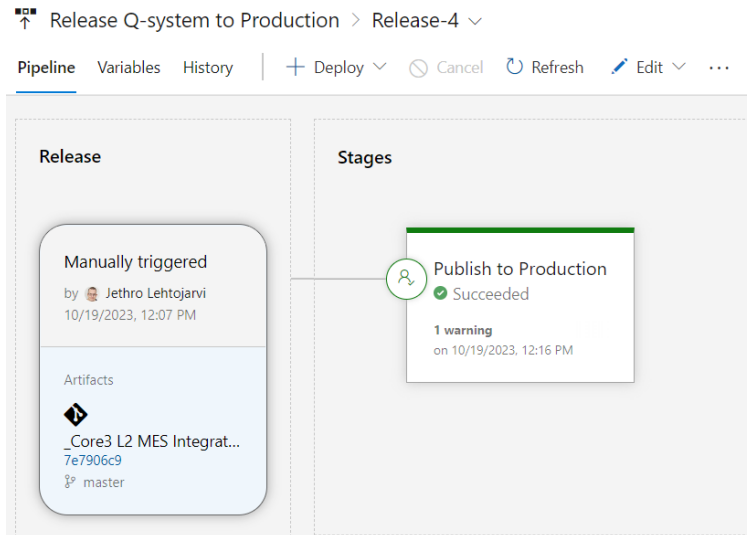 Release Q-system to Production > Release-4
Pipeline Variables History + Deploy Cancel Refresh Edit ...
Release
Manually triggered
by Jethro Lehtojarvi
10/19/2023, 12:07 PM
Artifacts
_Core3 L2 MES Integrat...
7e7906c9
master
Stages
Publish to Production
Succeeded
1 warning
on 10/19/2023, 12:16 PM